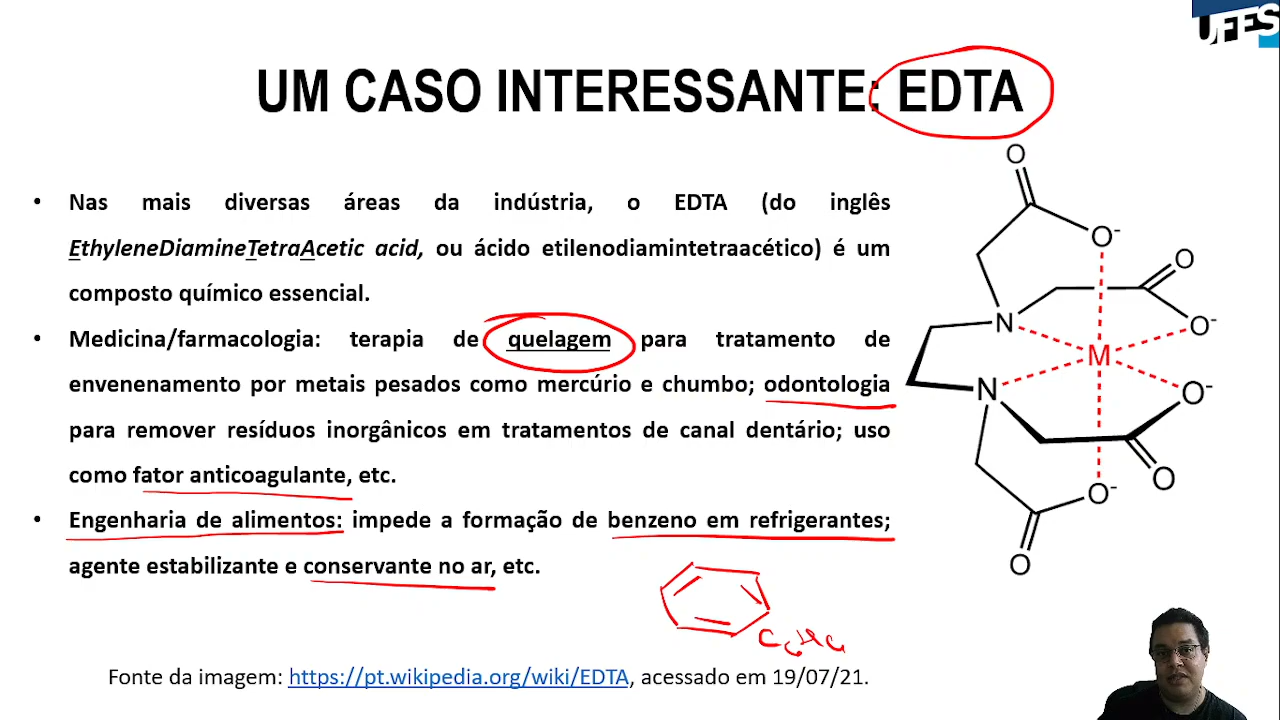 UFES
UM CASO INTERESSANTE: EDTA
• Nas mais diversas áreas da indústria, o EDTA (do inglês
EthyleneDiamineTetraAcetic acid, ou ácido etilenodiamintetraacético) é um
composto químico essencial.
• Medicina/farmacologia: terapia de quelagem para tratamento de
envenenamento por metais pesados como mercúrio e chumbo; odontologia
para remover resíduos inorgânicos em tratamentos de canal dentário; uso
como fator anticoagulante, etc.
• Engenharia de alimentos: impede a formação de benzeno em refrigerantes;
agente estabilizante e conservante no ar, etc.
O
O-
O
N
O-
M
N
O-
O
O-
O
C6H6
Fonte da imagem: https://pt.wikipedia.org/wiki/EDTA, acessado em 19/07/21.